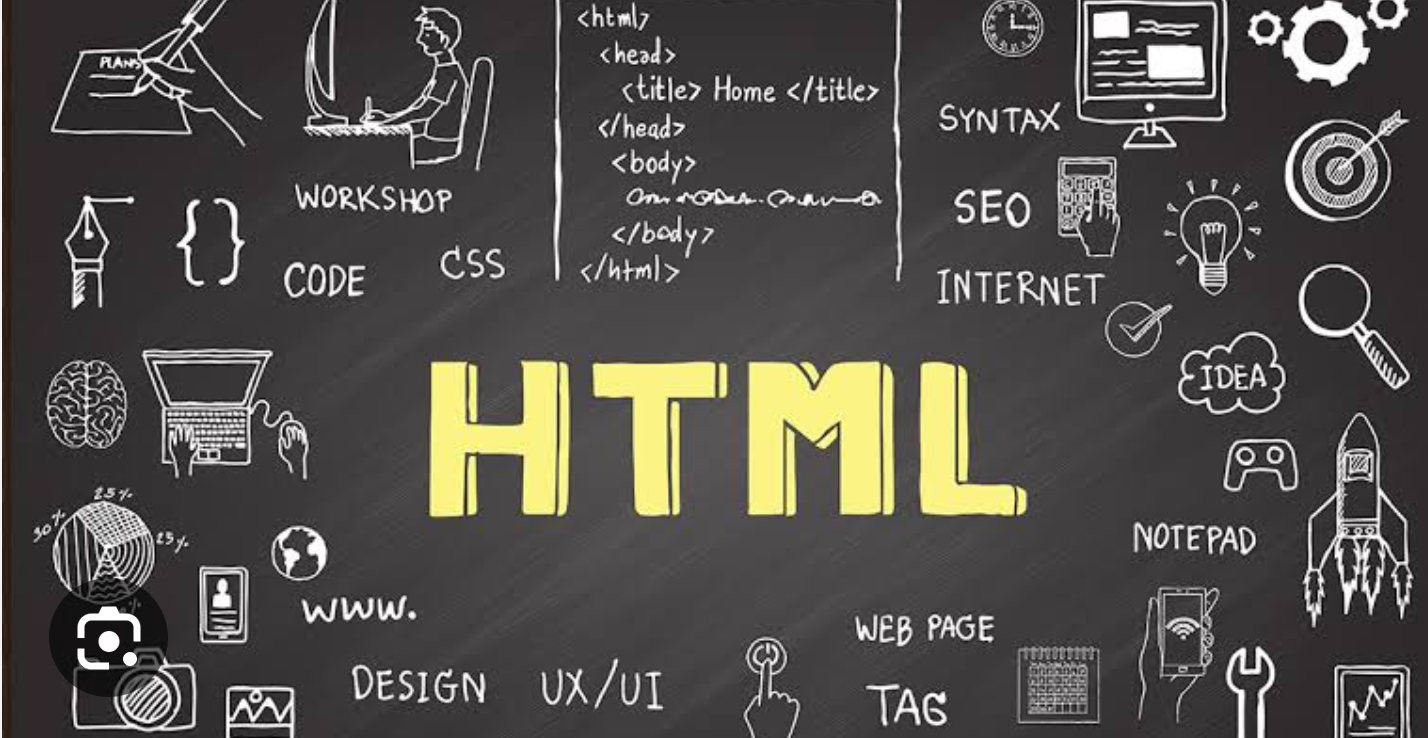 PLANS
<html>
<head>
<title> Home </title>
</head>
<body>
</body>
</html>
WORKSHOP
CODE
CSS
SYNTAX
SEO
INTERNET
IDEA
HTML
25%
30%
25%
NOTEPAD
WWW.
WEB PAGE
DESIGN
UX/UI
TAG